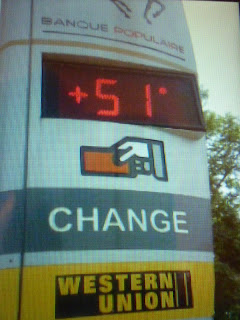 BANQUE POPULAIRE
+51°
CHANGE
WESTERN
UNION